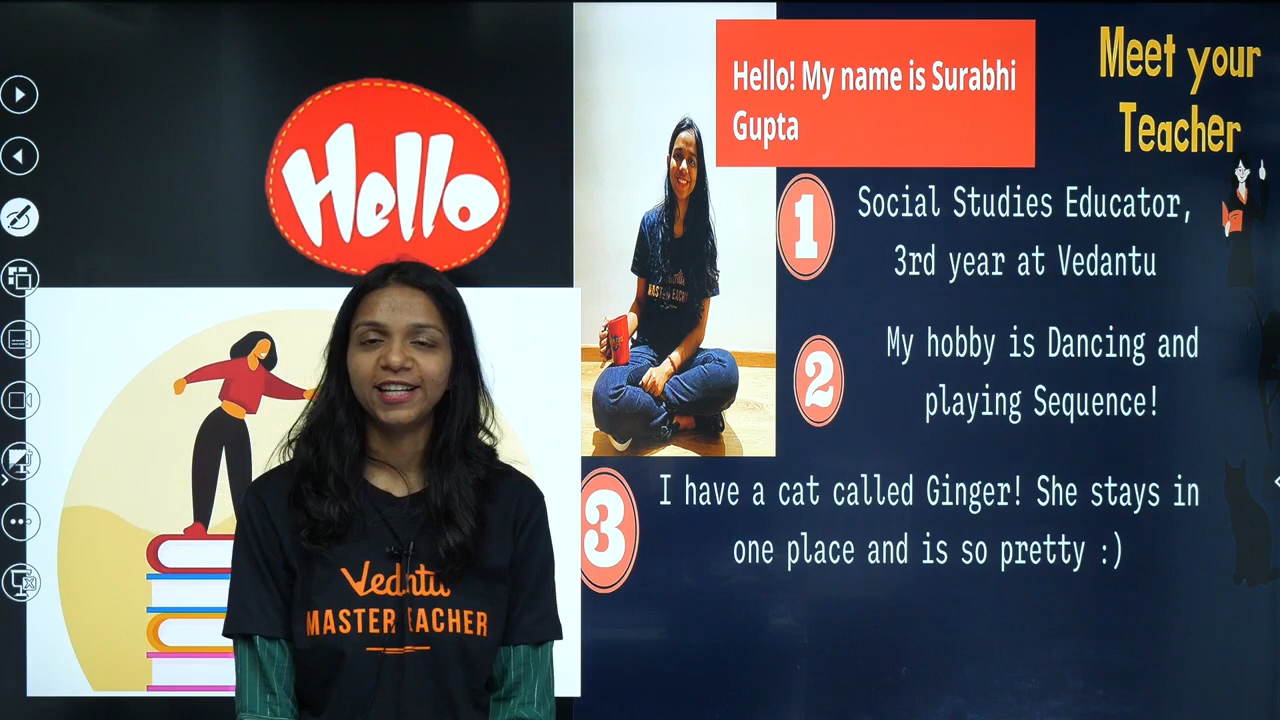 Hello
Hello! My name is Surabhi
Gupta
Meet your
Teacher
1
Social Studies Educator,
3rd year at Vedantu
2
My hobby is Dancing and
playing Sequence!
3
I have a cat called Ginger! She stays in
one place and is so pretty :)
Vedantu
MASTER TEACHER